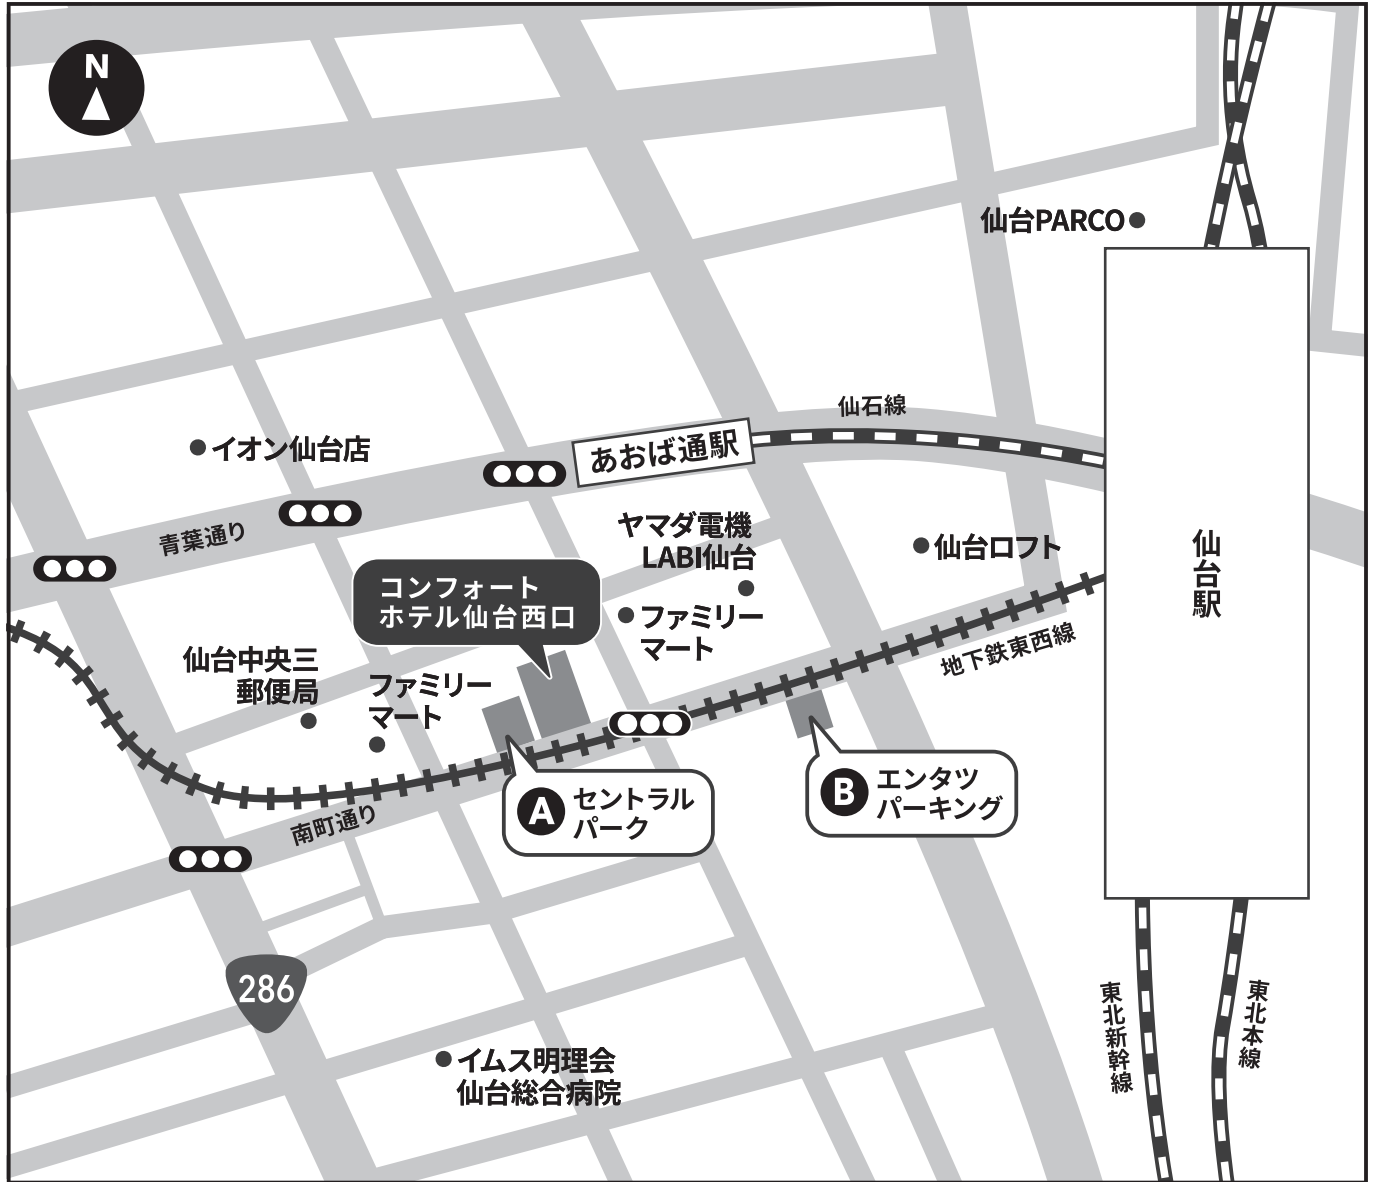 N
仙台PARCO
仙石線
あおば通駅
イオン仙台店
青葉通り
ヤマダ電機
LABI仙台
仙台ロフト
仙台駅
コンフォート
ホテル仙台西口
ファミリー
マート
地下鉄東西線
仙台中央三
郵便局
ファミリー
マート
A セントラル
パーク
B エンタツ
パーキング
南町通り
286
東北新幹線
東北本線
イムス明理会
仙台総合病院